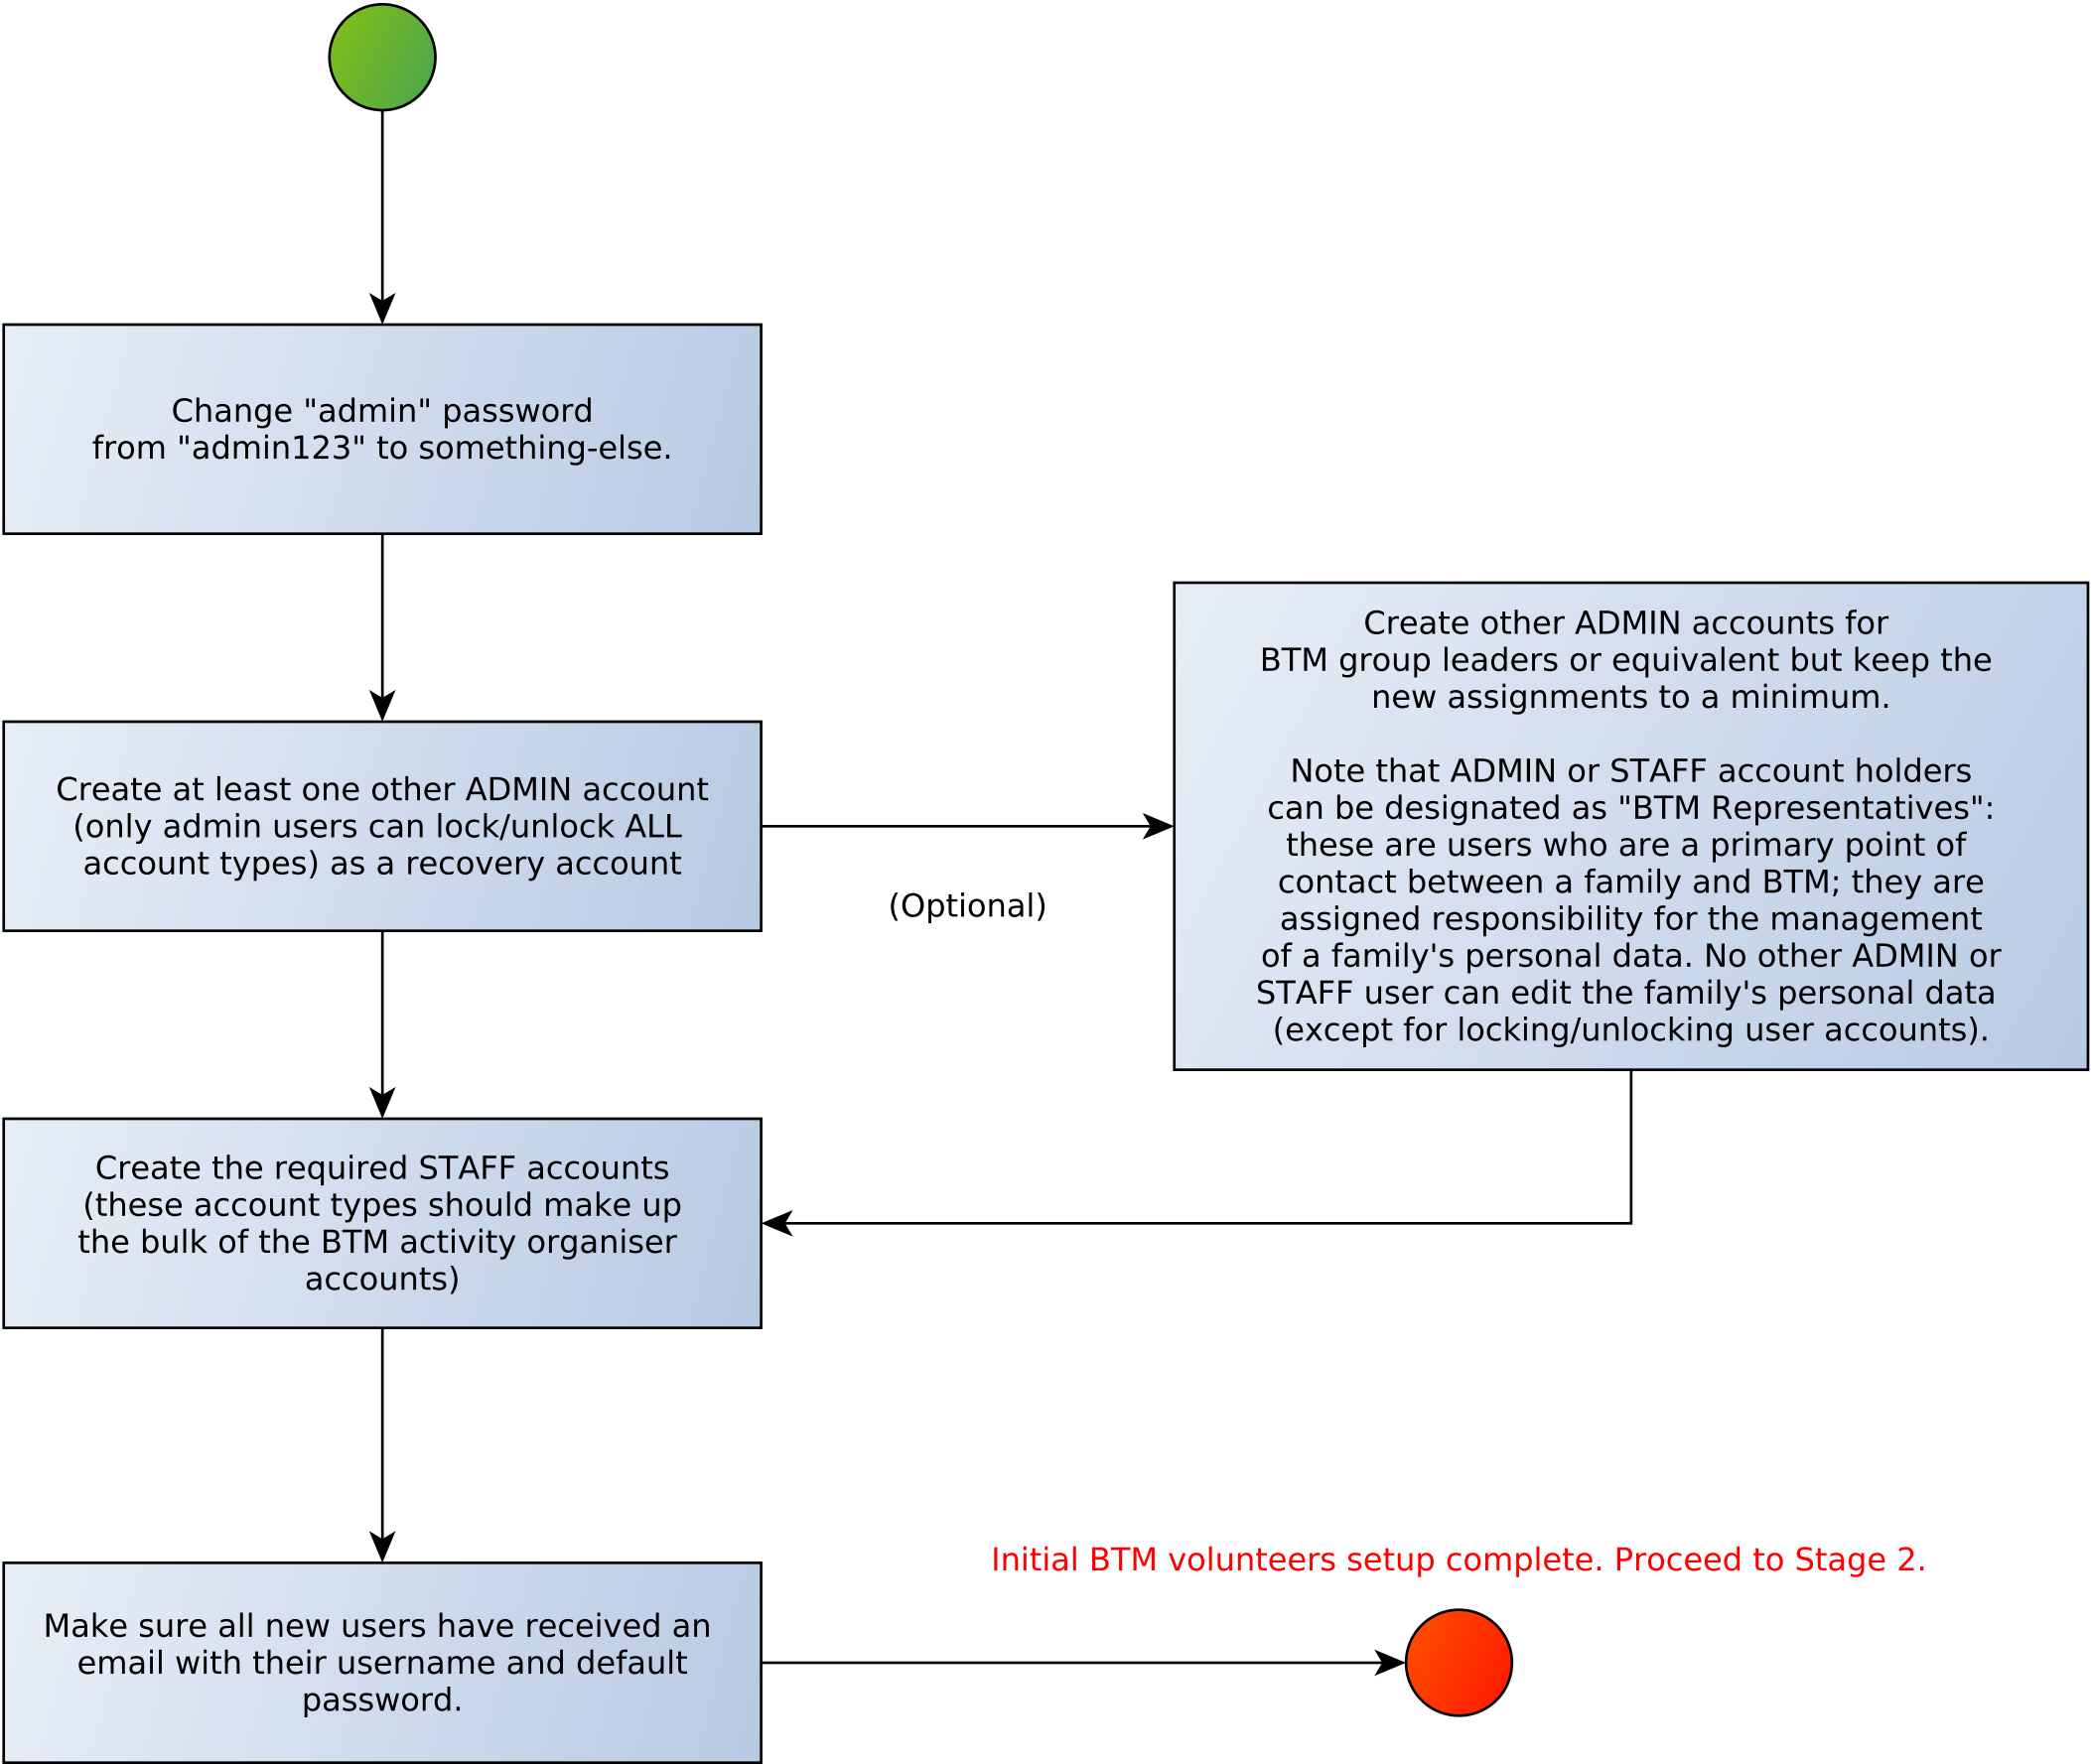 Change "admin" password
from "admin123" to something-else.
Create at least one other ADMIN account
(only admin users can lock/unlock ALL
account types) as a recovery account
(Optional)
Create other ADMIN accounts for
BTM group leaders or equivalent but keep the
new assignments to a minimum.
Note that ADMIN or STAFF account holders
can be designated as "BTM Representatives":
these are users who are a primary point of
contact between a family and BTM; they are
assigned responsibility for the management
of a family's personal data. No other ADMIN or
STAFF user can edit the family's personal data
(except for locking/unlocking user accounts).
Create the required STAFF accounts
(these account types should make up
the bulk of the BTM activity organiser
accounts)
Make sure all new users have received an
email with their username and default
password.
Initial BTM volunteers setup complete. Proceed to Stage 2.